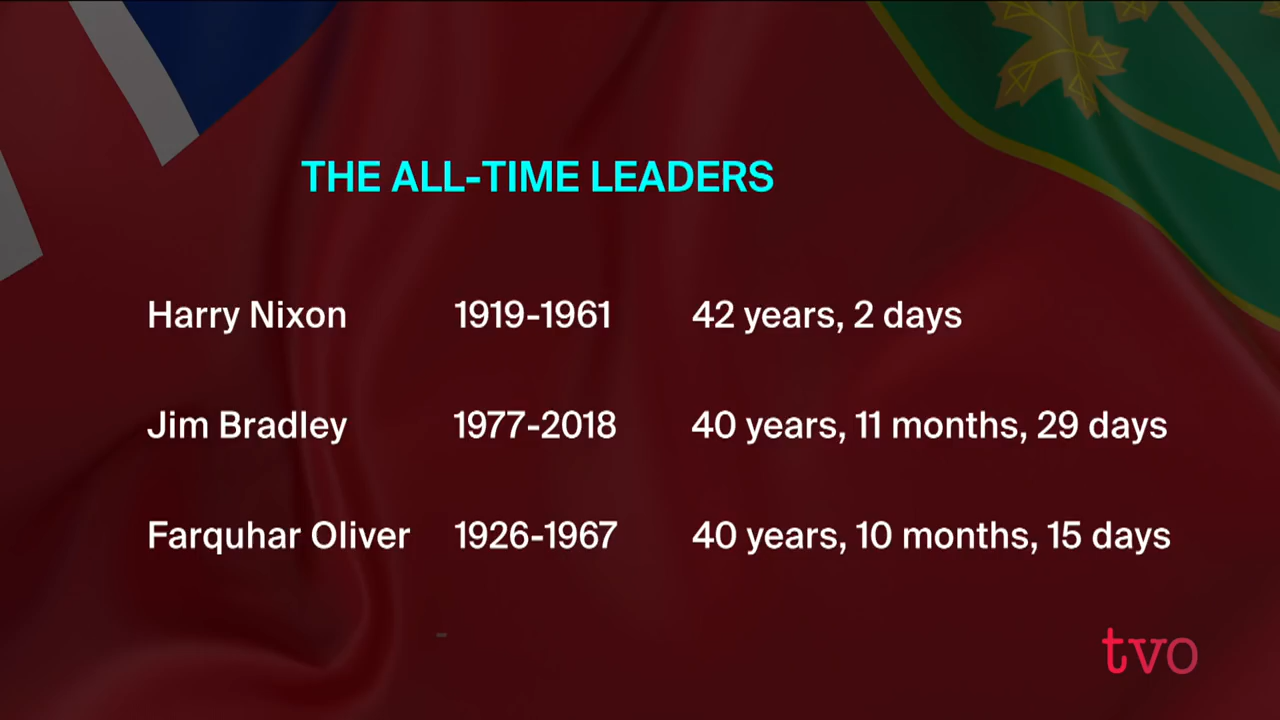 THE ALL-TIME LEADERS
Harry Nixon 1919-1961 42 years, 2 days
Jim Bradley 1977-2018 40 years, 11 months, 29 days
Farquhar Oliver 1926-1967 40 years, 10 months, 15 days
tvo